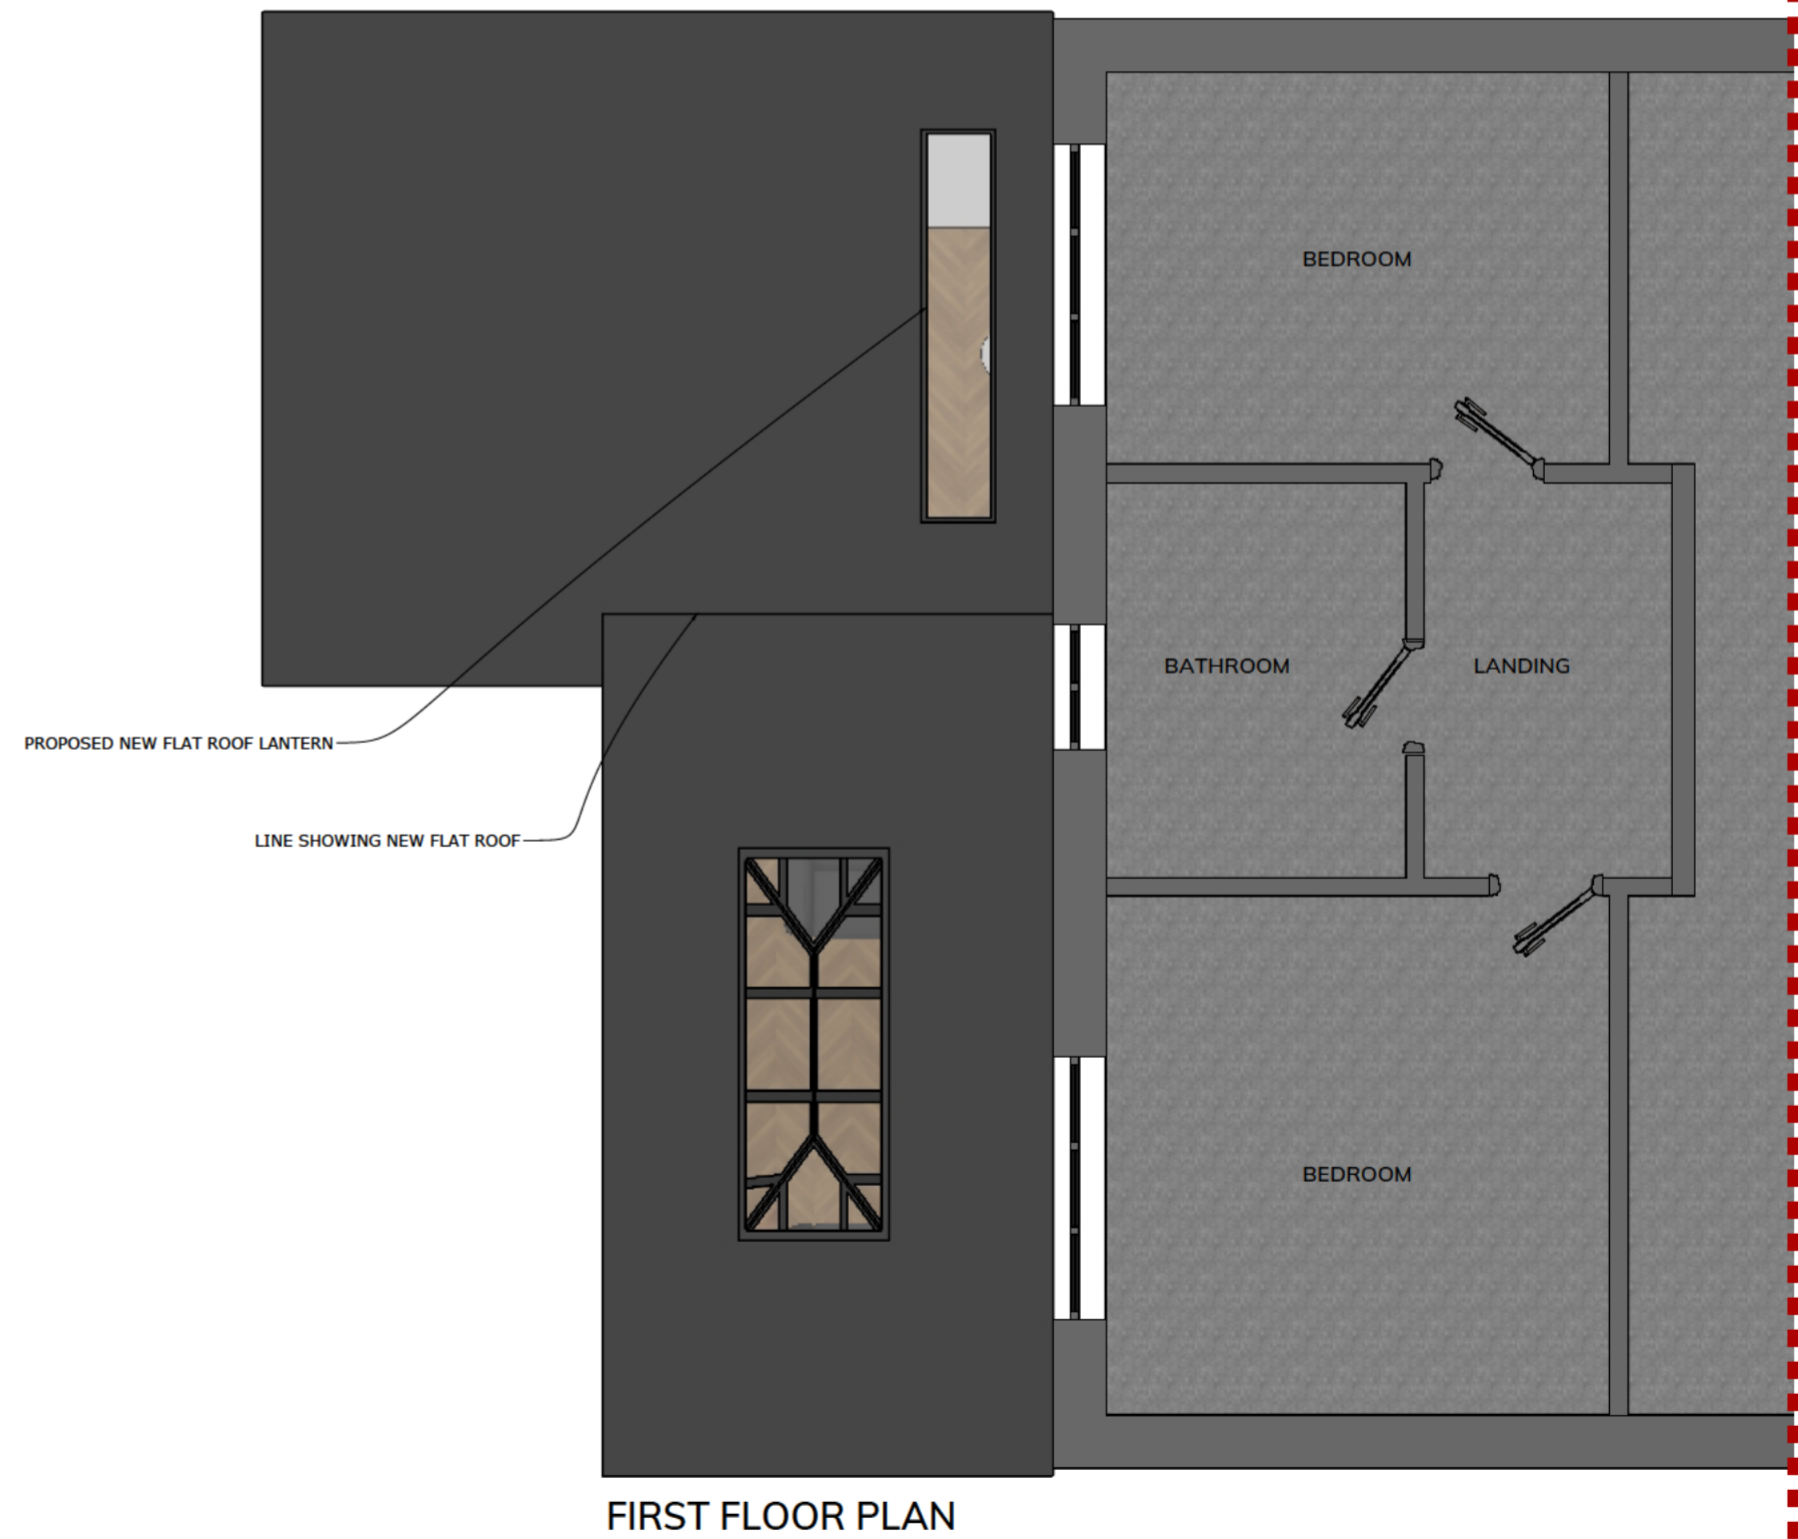 BEDROOM
BATHROOM
LANDING
PROPOSED NEW FLAT ROOF LANTERN
LINE SHOWING NEW FLAT ROOF
BEDROOM
FIRST FLOOR PLAN